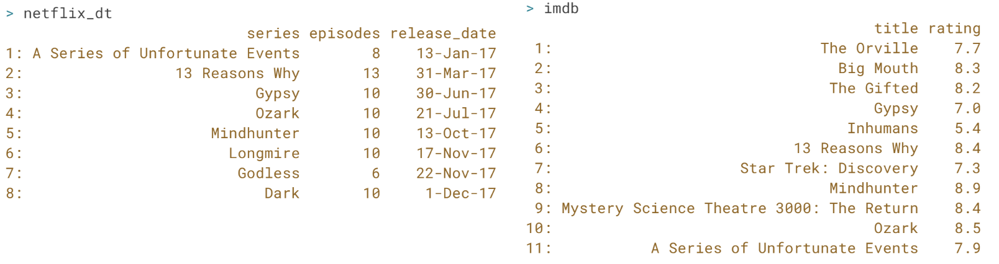 > netflix_dt
series episodes release_date
1: A Series of Unfortunate Events 8 13-Jan-17
2: 13 Reasons Why 13 31-Mar-17
3: Gypsy 10 30-Jun-17
4: Ozark 10 21-Jul-17
5: Mindhunter 10 13-Oct-17
6: Longmire 10 17-Nov-17
7: Godless 6 22-Nov-17
8: Dark 10 1-Dec-17
> imdb
title rating
1: The Orville 7.7
2: Big Mouth 8.3
3: The Gifted 8.2
4: Gypsy 7.0
5: Inhumans 5.4
6: 13 Reasons Why 8.4
7: Star Trek: Discovery 7.3
8: Mindhunter 8.9
9: Mystery Science Theatre 3000: The Return 8.4
10: Ozark 8.5
11: A Series of Unfortunate Events 7.9